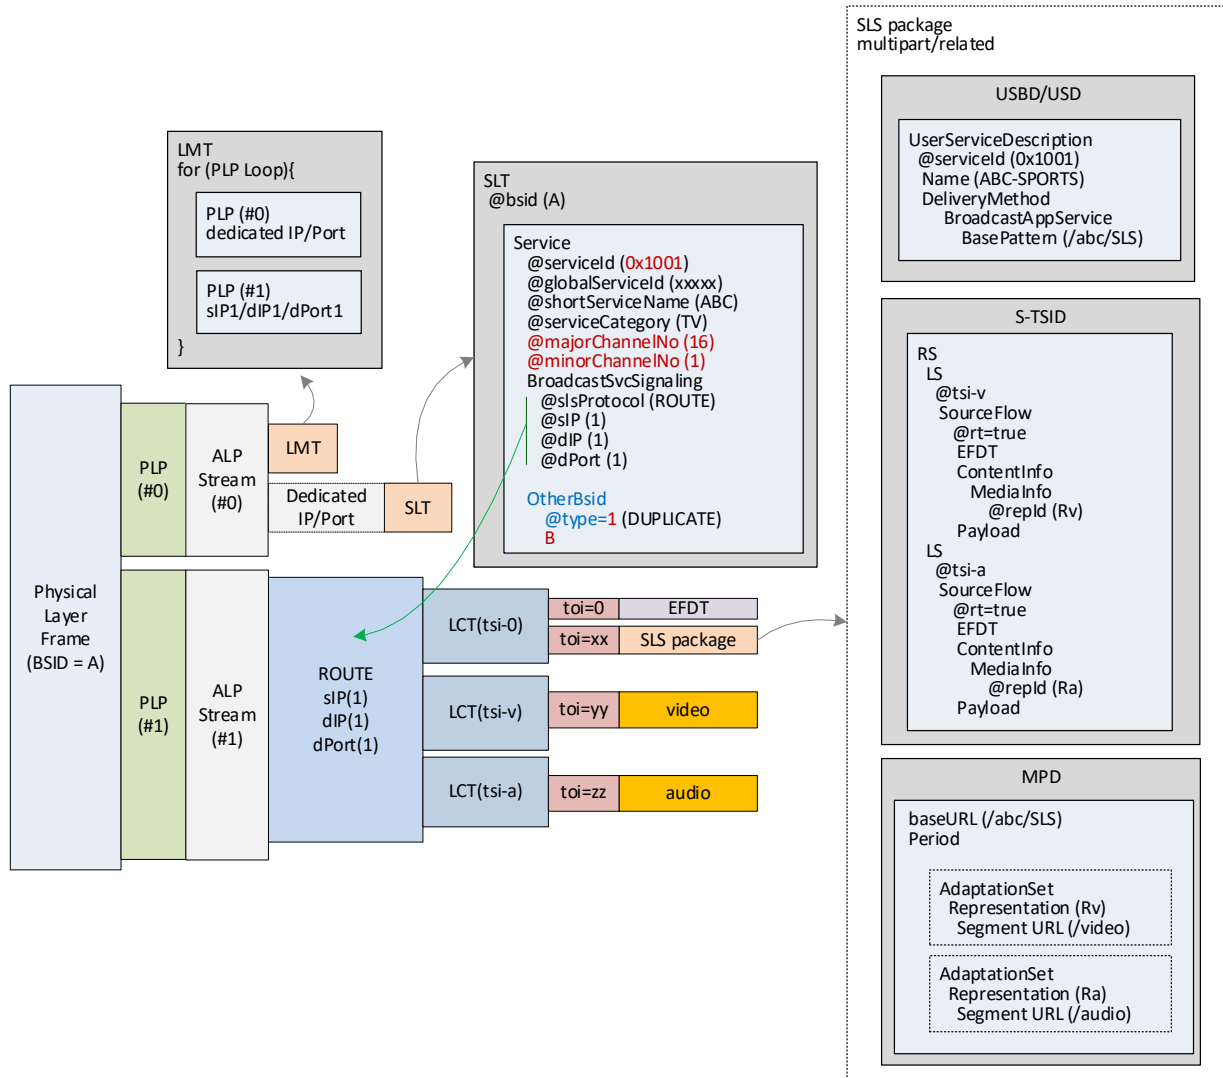 SLS package
multipart/related
USBD/USD
UserServiceDescription
@serviceId (0x1001)
Name (ABC-SPORTS)
DeliveryMethod
BroadcastAppService
BasePattern (/abc/SLS)
LMT
for (PLP Loop){
PLP (#0)
dedicated IP/Port
PLP (#1)
sIP1/dIP1/dPort1
}
SLT
@bsid (A)
Service
@serviceId (0x1001)
@globalServiceId (xxxxx)
@shortServiceName (ABC)
@serviceCategory (TV)
@majorChannelNo (16)
@minorChannelNo (1)
BroadcastSvcSignaling
@slsProtocol (ROUTE)
@sIP (1)
@dIP (1)
@dPort (1)
OtherBsid
@type=1 (DUPLICATE)
B
S-TSID
RS
LS
@tsi-v
SourceFlow
@rt=true
EFDT
ContentInfo
MediaInfo
@repId (Rv)
Payload
LS
@tsi-a
SourceFlow
@rt=true
EFDT
ContentInfo
MediaInfo
@repId (Ra)
Payload
Physical
Layer
Frame
(BSID = A)
PLP
(#0)
ALP
Stream
(#0)
LMT
Dedicated
IP/Port
SLT
PLP
(#1)
ALP
Stream
(#1)
ROUTE
sIP(1)
dIP(1)
dPort(1)
LCT(tsi-0)
toi=0
EFDT
toi=xx
SLS package
LCT(tsi-v)
toi=yy
video
LCT(tsi-a)
toi=zz
audio
MPD
baseURL (/abc/SLS)
Period
AdaptationSet
Representation (Rv)
Segment URL (/video)
AdaptationSet
Representation (Ra)
Segment URL (/audio)